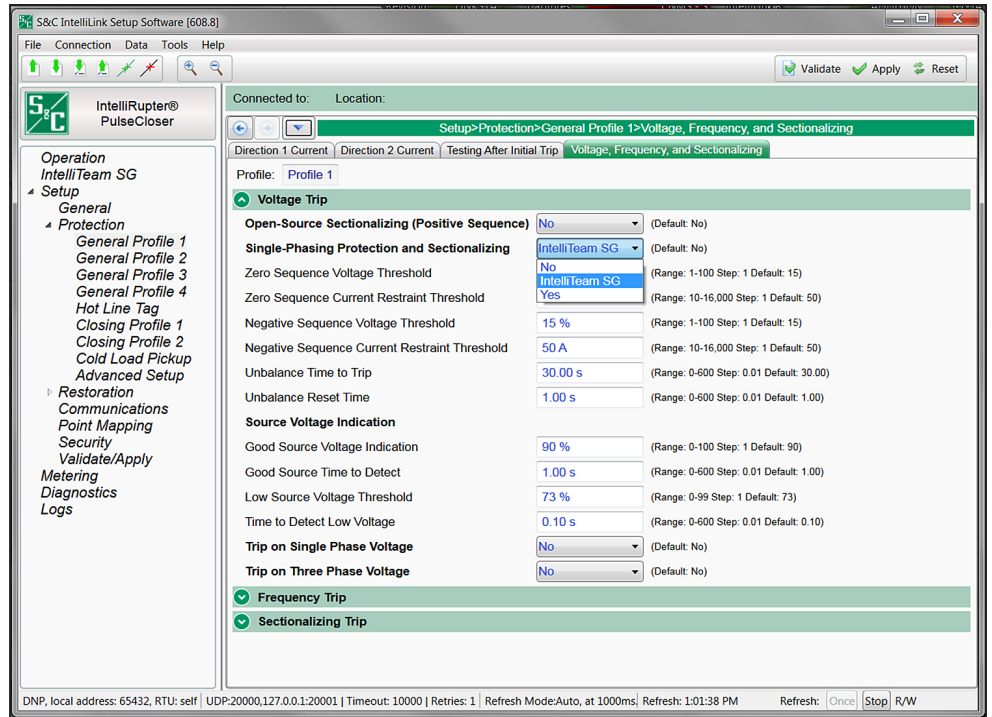 S&C IntelliLink Setup Software [608.8]
File Connection Data Tools Help
Validate Apply Reset
S&C IntelliRupter® PulseCloser
Connected to: Location:
Setup>Protection>General Profile 1>Voltage, Frequency, and Sectionalizing
Direction 1 Current Direction 2 Current Testing After Initial Trip Voltage, Frequency, and Sectionalizing
Profile: Profile 1
Operation
IntelliTeam SG
Setup
General
Protection
General Profile 1
General Profile 2
General Profile 3
General Profile 4
Hot Line Tag
Closing Profile 1
Closing Profile 2
Cold Load Pickup
Advanced Setup
Restoration
Communications
Point Mapping
Security
Validate/Apply
Metering
Diagnostics
Logs
Voltage Trip
Open-Source Sectionalizing (Positive Sequence) No (Default: No)
Single-Phasing Protection and Sectionalizing IntelliTeam SG (Default: No)
No
IntelliTeam SG
Yes
Zero Sequence Voltage Threshold (Range: 1-100 Step: 1 Default: 15)
Zero Sequence Current Restraint Threshold (Range: 10-16,000 Step: 1 Default: 50)
Negative Sequence Voltage Threshold 15 % (Range: 1-100 Step: 1 Default: 15)
Negative Sequence Current Restraint Threshold 50 A (Range: 10-16,000 Step: 1 Default: 50)
Unbalance Time to Trip 30.00 s (Range: 0-600 Step: 0.01 Default: 30.00)
Unbalance Reset Time 1.00 s (Range: 0-600 Step: 0.01 Default: 1.00)
Source Voltage Indication
Good Source Voltage Indication 90 % (Range: 0-100 Step: 1 Default: 90)
Good Source Time to Detect 1.00 s (Range: 0-600 Step: 0.01 Default: 1.00)
Low Source Voltage Threshold 73 % (Range: 0-99 Step: 1 Default: 73)
Time to Detect Low Voltage 0.10 s (Range: 0-600 Step: 0.01 Default: 0.10)
Trip on Single Phase Voltage No (Default: No)
Trip on Three Phase Voltage No (Default: No)
Frequency Trip
Sectionalizing Trip
DNP, local address: 65432, RTU: self UDP:20000,127.0.0.1:20001 | Timeout: 10000 | Retries: 1 Refresh Mode:Auto, at 1000ms. Refresh: 1:01:38 PM Refresh: Once Stop R/W